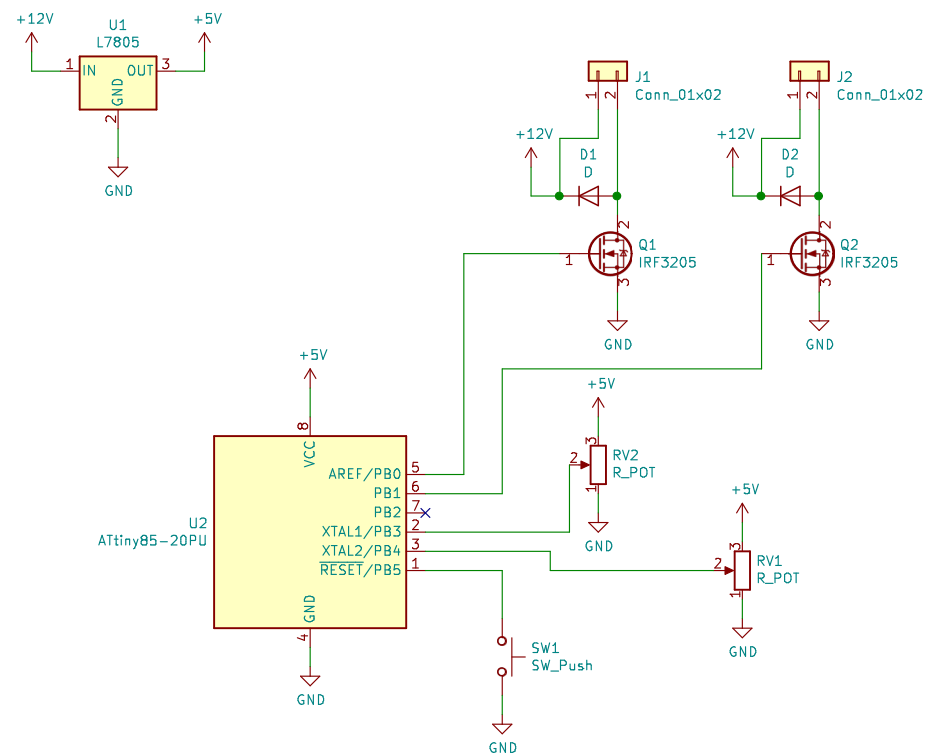 +12V
U1
L7805
+5V
1
IN
OUT
3
GND
2
GND
J1
Conn_01x02
1
2
+12V
D1
D
2
Q1
IRF3205
1
3
GND
J2
Conn_01x02
1
2
+12V
D2
D
2
Q2
IRF3205
1
3
GND
+5V
8
VCC
AREF/PB0
5
PB1
6
PB2
7
XTAL1/PB3
2
XTAL2/PB4
3
RESET/PB5
1
U2
ATtiny85-20PU
GND
4
GND
+5V
3
2
RV2
R_POT
1
GND
+5V
3
2
RV1
R_POT
1
GND
SW1
SW_Push
GND